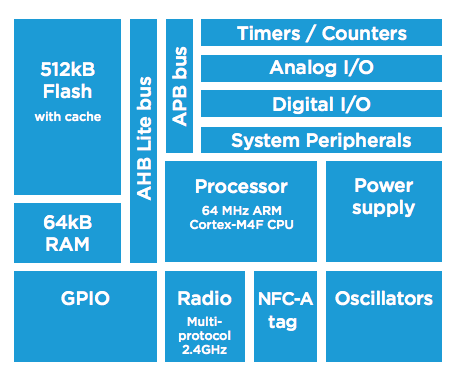 512kB
Flash
with cache
64kB
RAM
AHB Lite bus
APB bus
Timers / Counters
Analog I/O
Digital I/O
System Peripherals
Processor
64 MHz ARM
Cortex-M4F CPU
Power
supply
GPIO
Radio
Multi-
protocol
2.4GHz
NFC-A
tag
Oscillators